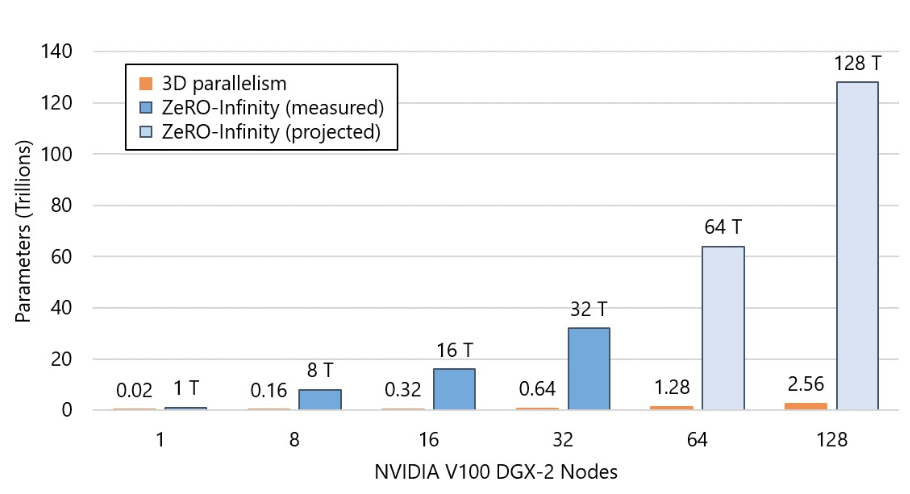 140
120
100
80
60
40
20
0
Parameters (Trillions)
3D parallelism
ZeRO-Infinity (measured)
ZeRO-Infinity (projected)
0.02 1 T
0.16 8 T
0.32 16 T
0.64 32 T
1.28 64 T
2.56 128 T
1 8 16 32 64 128
NVIDIA V100 DGX-2 Nodes